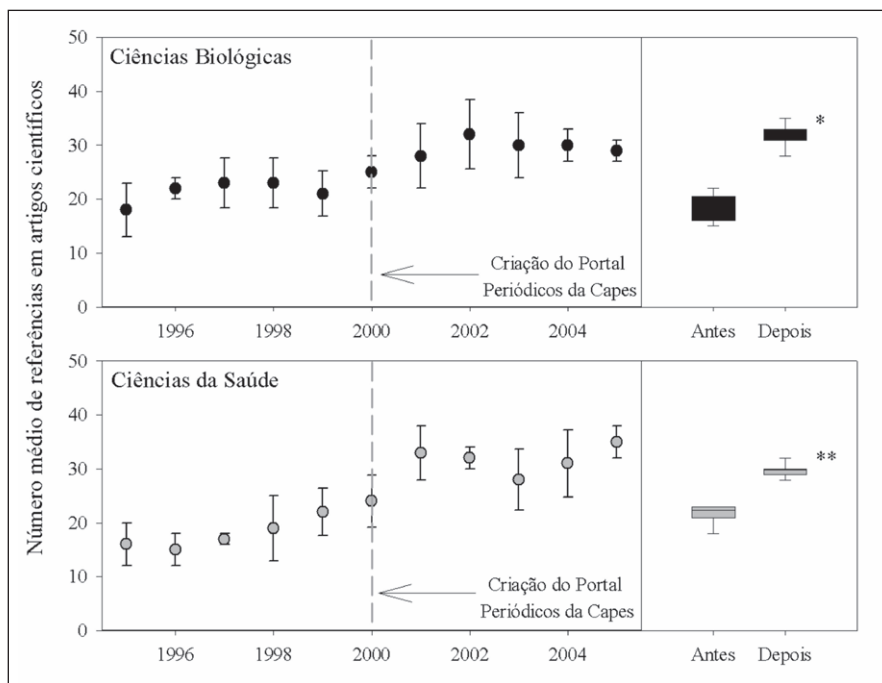 Número médio de referências em artigos científicos
50
40
30
20
10
0
Ciências Biológicas
Criação do Portal
Periódicos da Capes
1996
1998
2000
2002
2004
*
Antes
Depois
50
40
30
20
10
0
Ciências da Saúde
Criação do Portal
Periódicos da Capes
1996
1998
2000
2002
2004
**
Antes
Depois